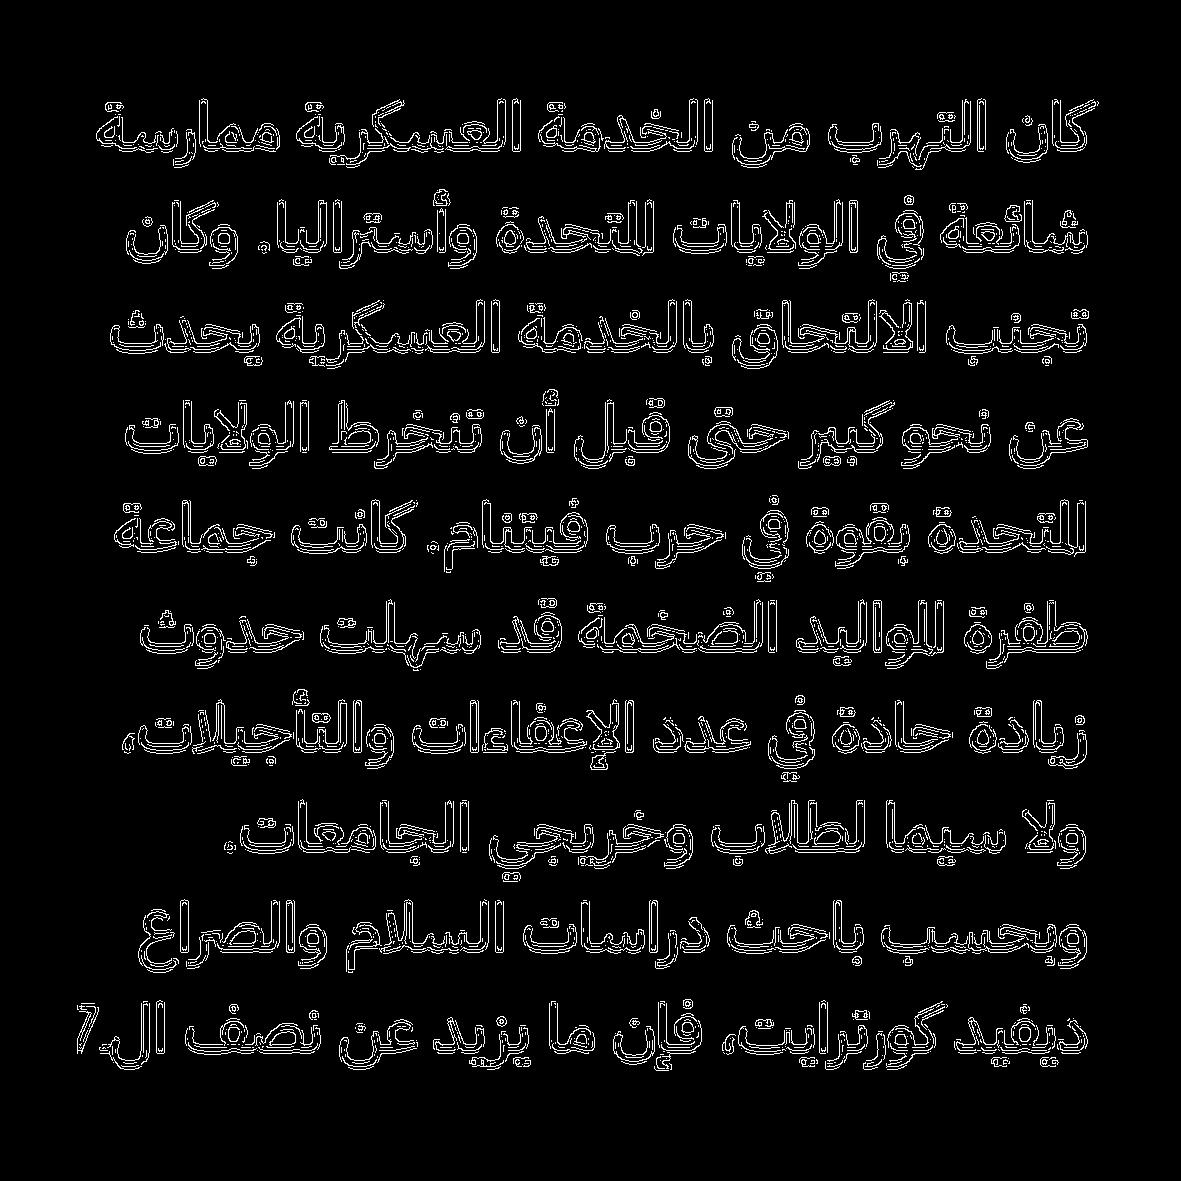 كان التهرب من الخدمة العسكرية ممارسة
شائعة في الولايات المتحدة وأستراليا. وكان
تجنب الالتحاق بالخدمة العسكرية يحدث
عن نحو كبير حتى قبل أن تنخرط الولايات
المتحدة بقوة في حرب فيتنام. كانت جماعة
طفرة المواليد الضخمة قد سهلت حدوث
زيادة حادة في عدد الإعفاءات والتأجيلات،
ولا سيما لطلاب وخريجي الجامعات.
وبحسب باحث دراسات السلام والصراع
ديفيد كورترايت، فإن ما يزيد عن نصف الـ7